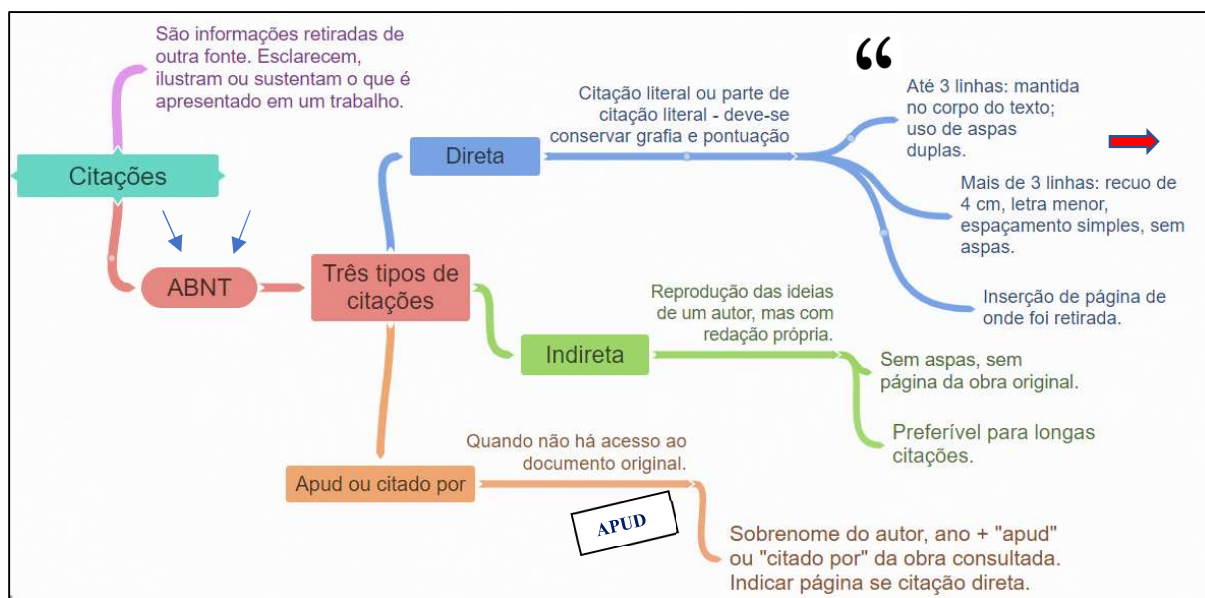 São informações retiradas de
outra fonte. Esclarecem,
ilustram ou sustentam o que é
apresentado em um trabalho.
Citações
ABNT
Três tipos de
citações
Direta
Citação literal ou parte de
citação literal - deve-se
conservar grafia e pontuação
“
Até 3 linhas: mantida
no corpo do texto;
uso de aspas
duplas.
Mais de 3 linhas: recuo de
4 cm, letra menor,
espaçamento simples, sem
aspas.
Inserção de página de
onde foi retirada.
Indireta
Reprodução das ideias
de um autor, mas com
redação própria.
Sem aspas, sem
página da obra original.
Preferível para longas
citações.
Apud ou citado por
Quando não há acesso ao
documento original.
APUD
Sobrenome do autor, ano + "apud"
ou "citado por" da obra consultada.
Indicar página se citação direta.